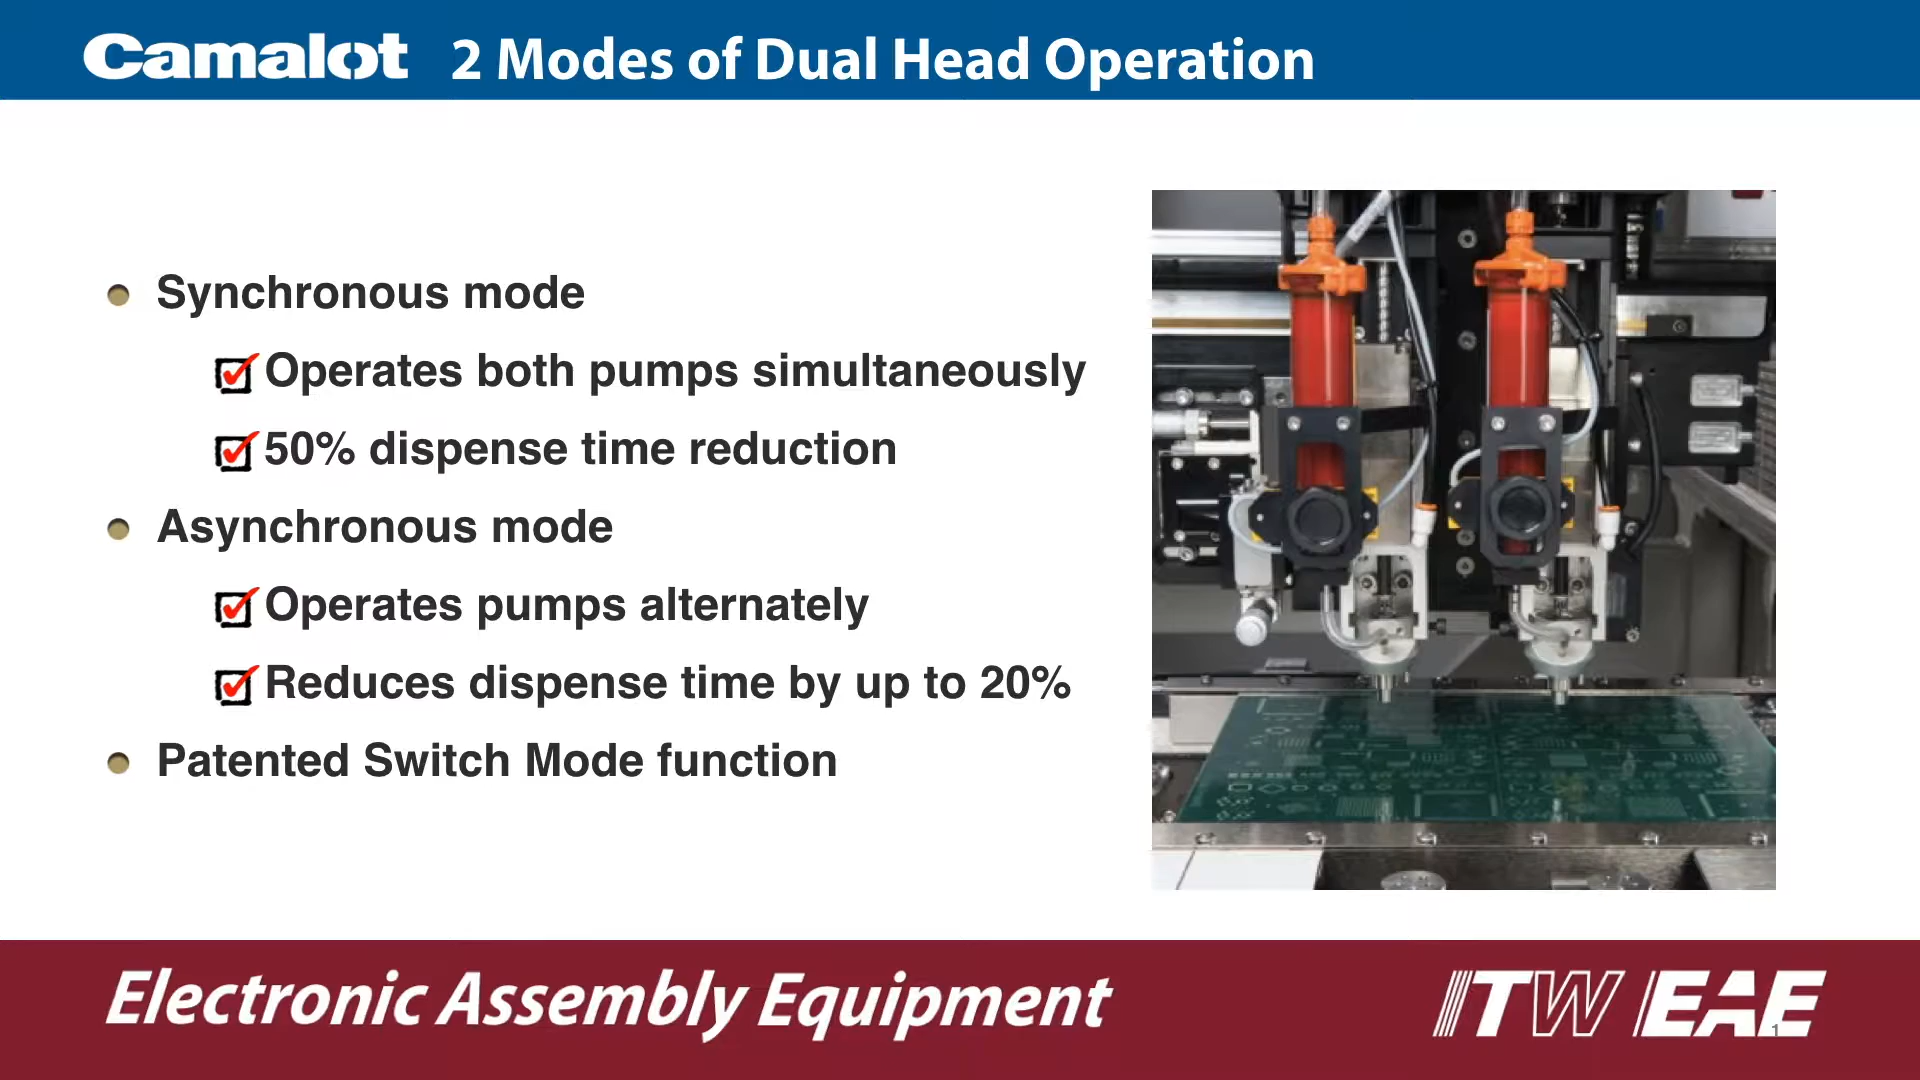 Camalot 2 Modes of Dual Head Operation
Synchronous mode
Operates both pumps simultaneously
50% dispense time reduction
Asynchronous mode
Operates pumps alternately
Reduces dispense time by up to 20%
Patented Switch Mode function
Electronic Assembly Equipment
ITW EAE
1